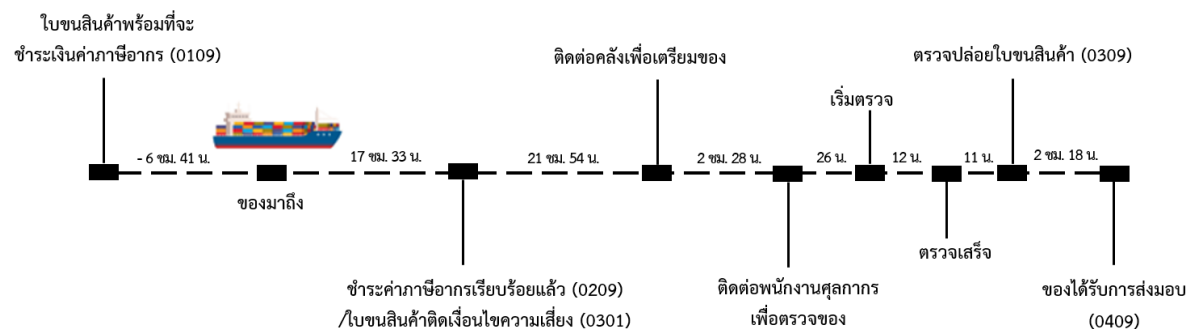 ใบขนสินค้าพร้อมที่จะ
ชำระเงินค่าภาษีอากร (0109)
ติดต่อคลังเพื่อเตรียมของ
ตรวจปล่อยใบขนสินค้า (0309)
เริ่มตรวจ
- 6 ชม. 41 น.
17 ชม. 33 น.
21 ชม. 54 น.
2 ชม. 28 น.
26 น.
12 น.
11 น.
2 ชม. 18 น.
ของมาถึง
ตรวจเสร็จ
ชำระค่าภาษีอากรเรียบร้อยแล้ว (0209)
/ใบขนสินค้าติดเงื่อนไขความเสี่ยง (0301)
ติดต่อพนักงานศุลกากร
เพื่อตรวจของ
ของได้รับการส่งมอบ
(0409)